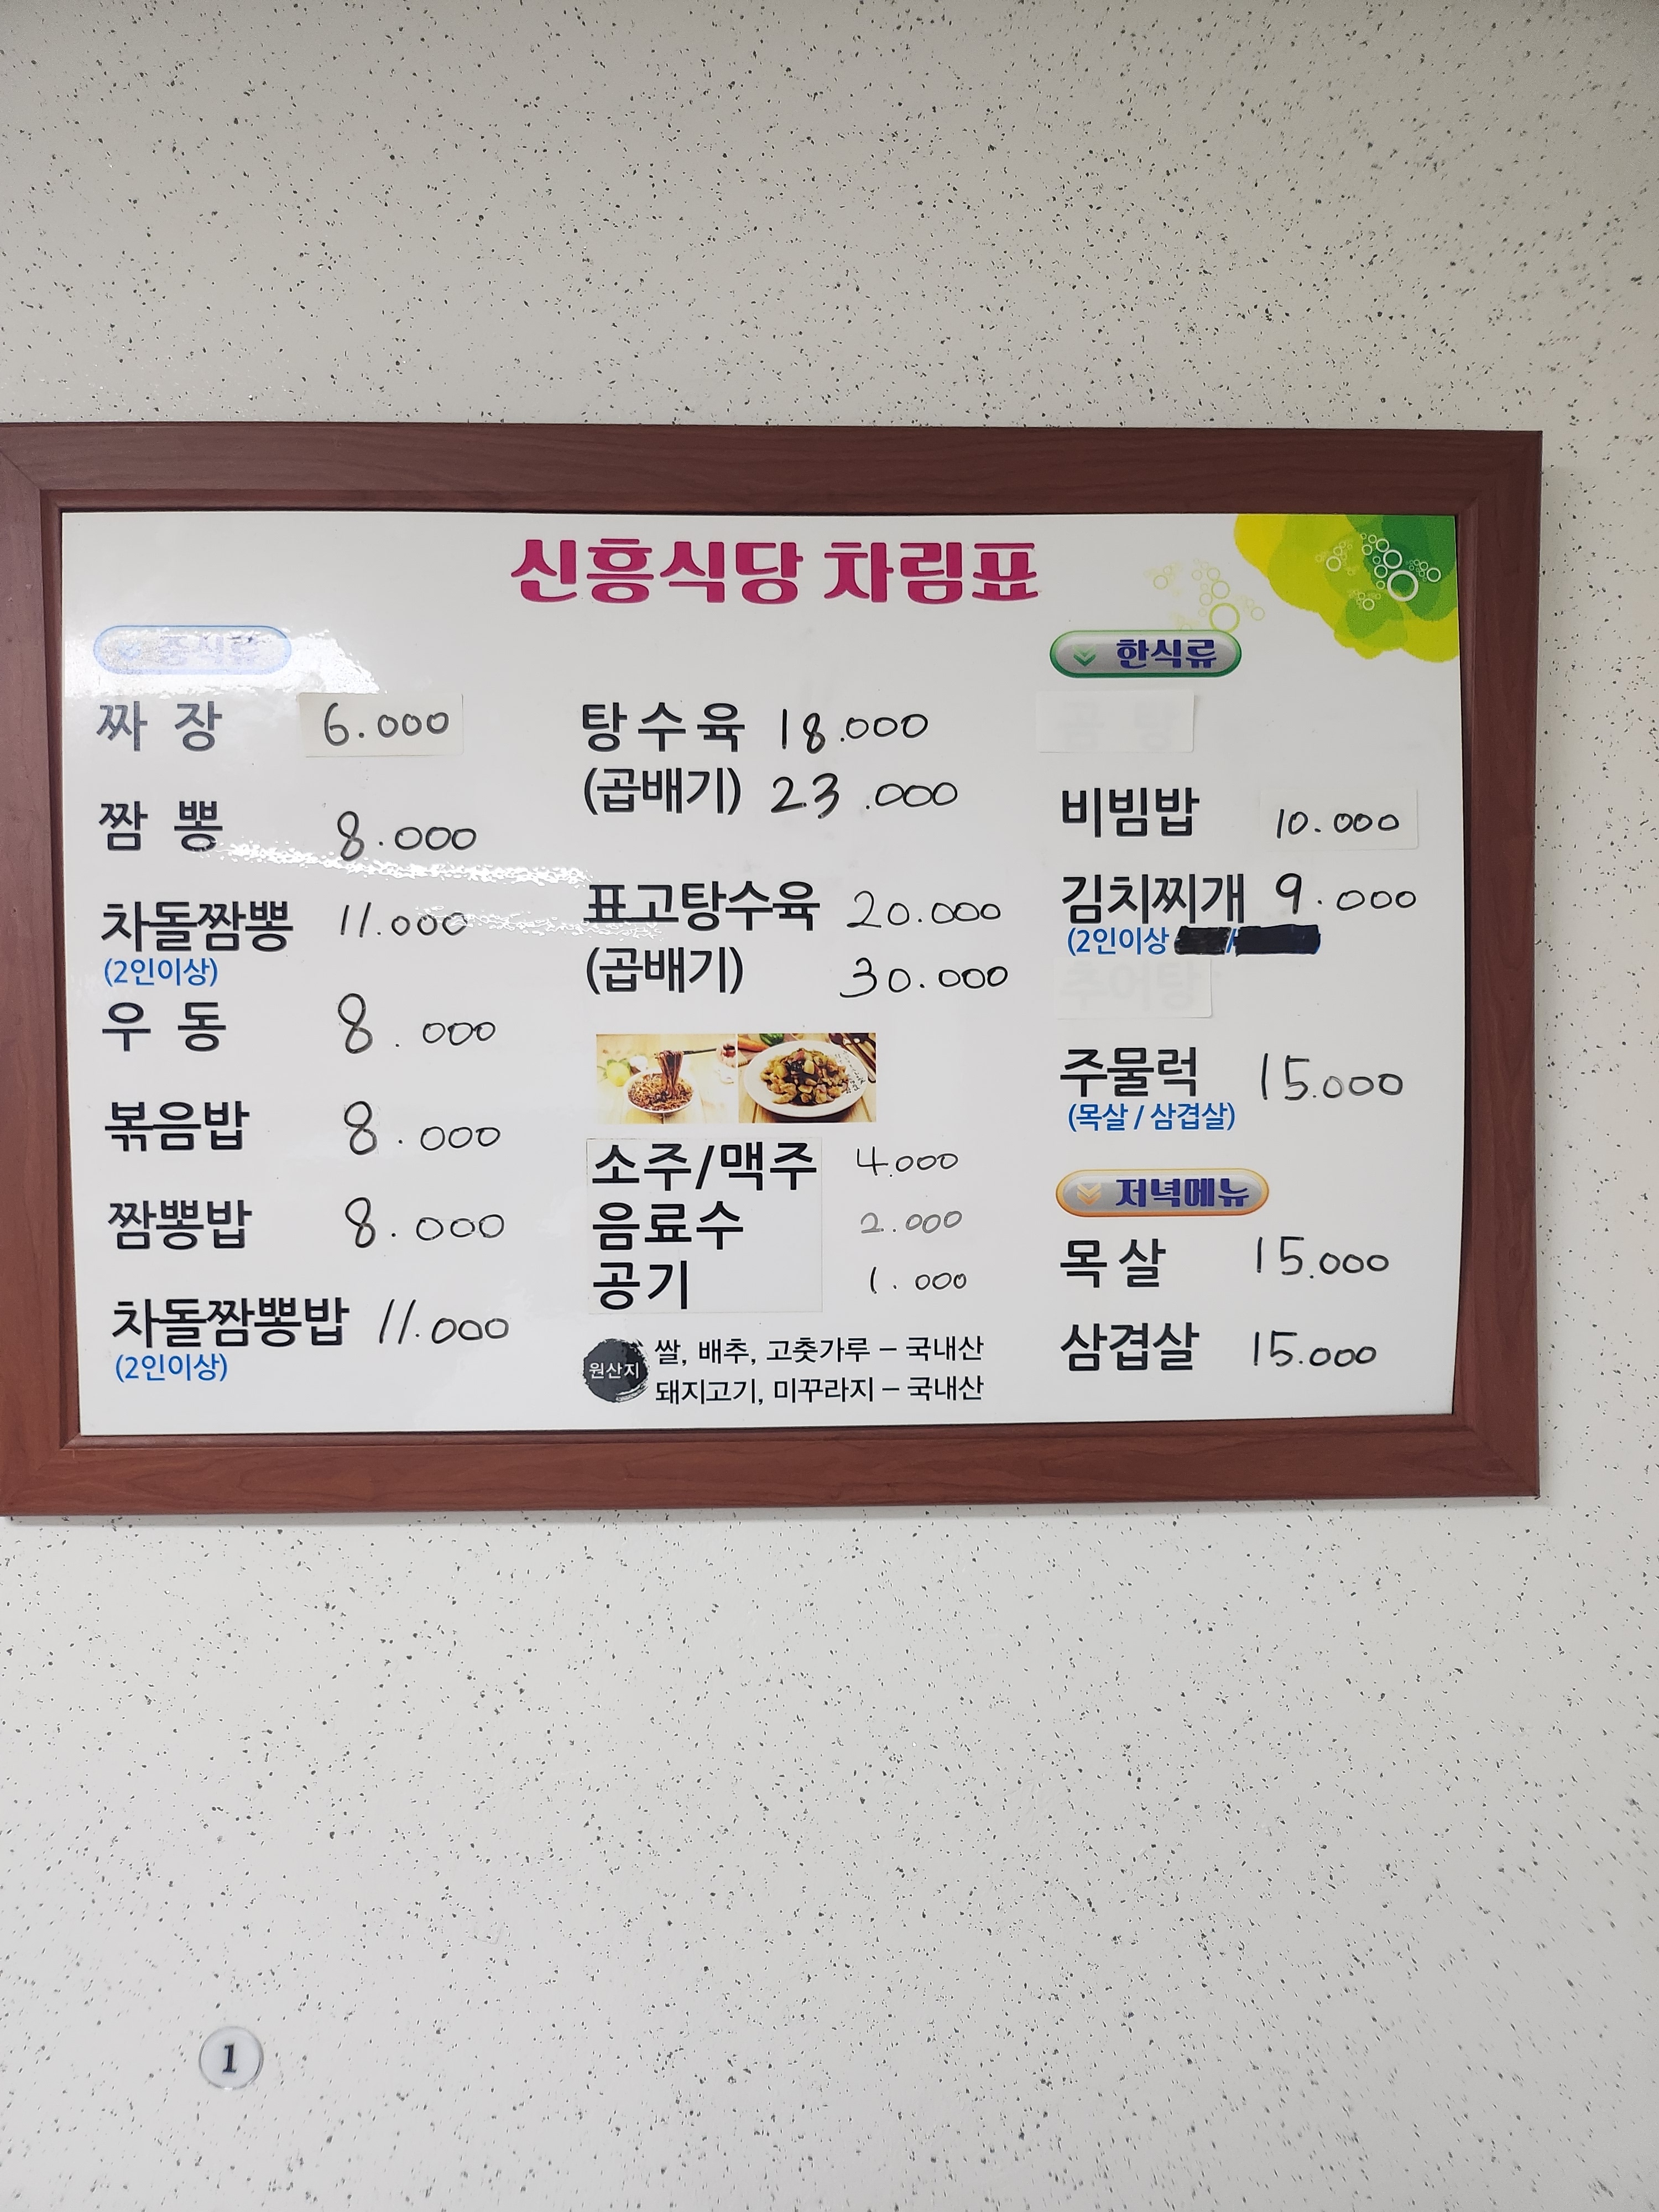 신흥식당 차림표
중식류
짜 장 6.000
짬 뽕 8.000
차돌짬뽕 11.000
(2인이상)
우 동 8.000
볶음밥 8.000
짬뽕밥 8.000
차돌짬뽕밥 11.000
(2인이상)
탕수육 18.000
(곱배기) 23.000
표고탕수육 20.000
(곱배기) 30.000
소주/맥주 4.000
음료수 2.000
공기 1.000
원산지
쌀, 배추, 고춧가루 – 국내산
돼지고기, 미꾸라지 – 국내산
한식류
비빔밥 10.000
김치찌개 9.000
(2인이상 /
추어탕
주물럭 15.000
(목살 / 삼겹살)
저녁메뉴
목살 15.000
삼겹살 15.000
1